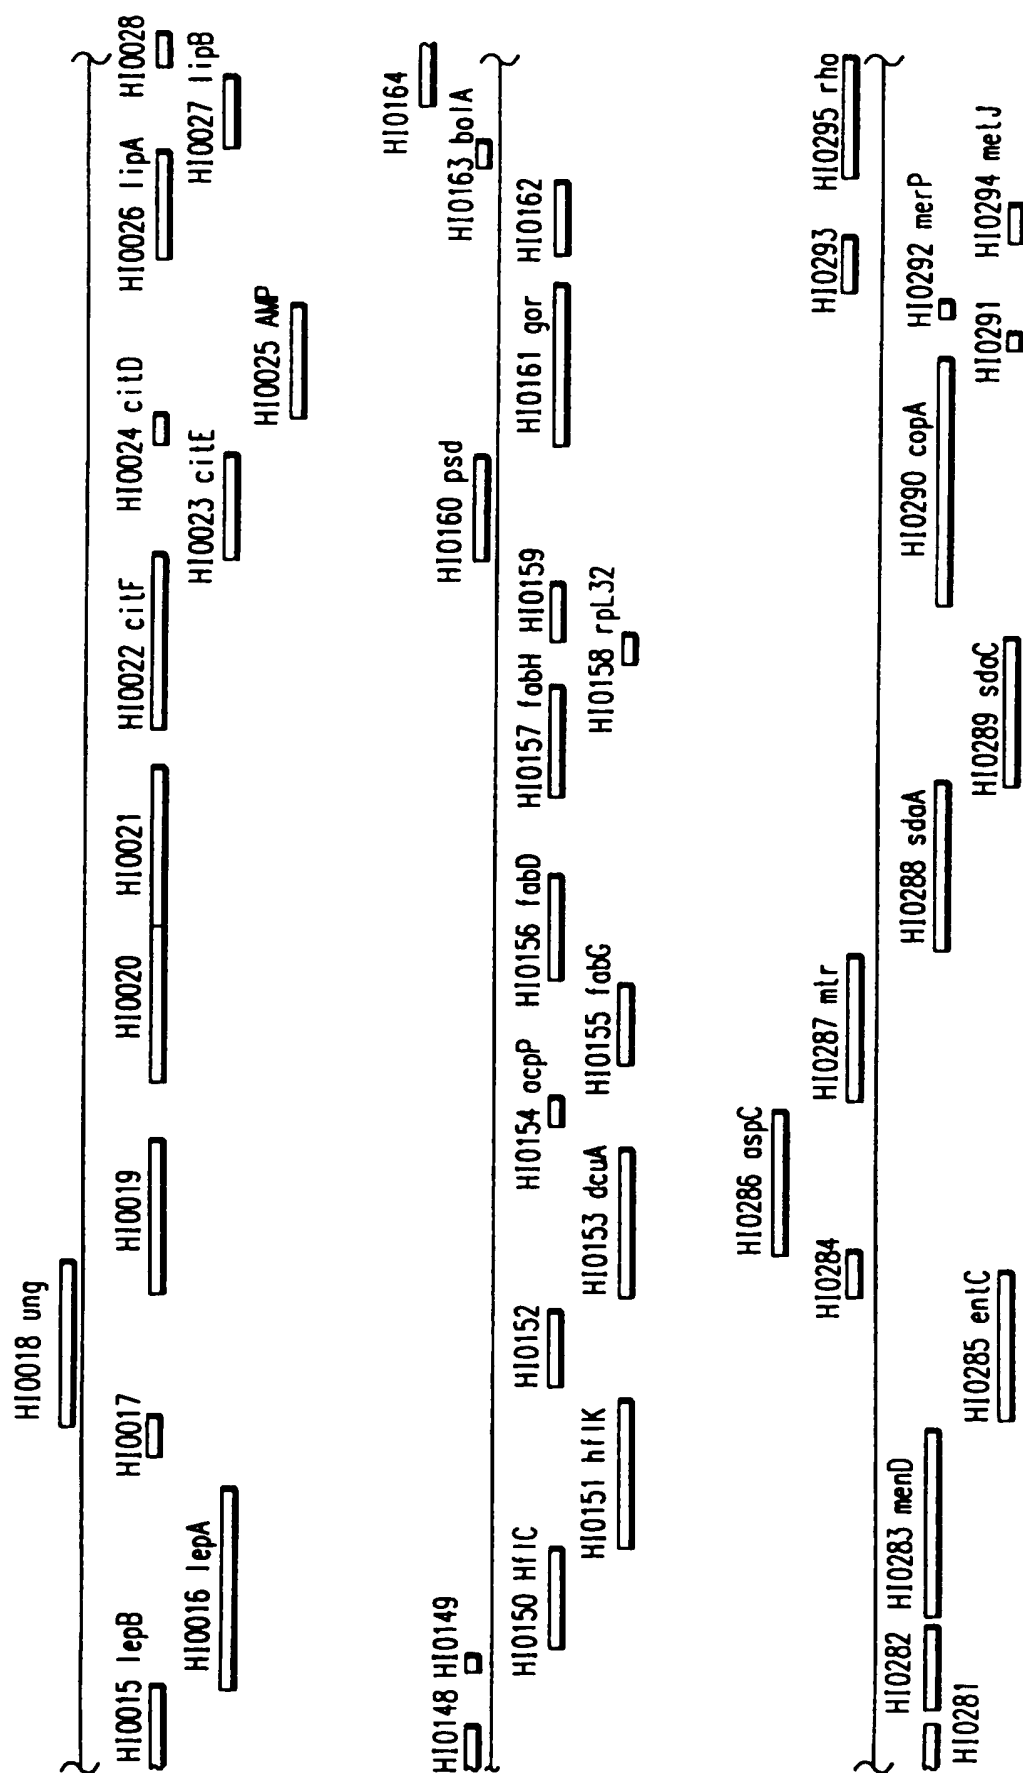 HI0015 lepB
HI0016 lepA
HI0017
HI0018 ung
HI0019
HI0020
HI0021
HI0022 citF
HI0023 citE
HI0024 citD
HI0025 AMP
HI0026 lipA
HI0027 lipB
HI0028
HI0148
HI0149
HI0150 HflC
HI0151 hflK
HI0152
HI0153 dcuA
HI0154 acpP
HI0155 fabG
HI0156 fabD
HI0157 fabH
HI0158 rpL32
HI0159
HI0160 psd
HI0161 gor
HI0162
HI0163 bolA
HI0164
HI0281
HI0282
HI0283 menD
HI0284
HI0285 entC
HI0286 aspC
HI0287 mtr
HI0288 sdaA
HI0289 sdaC
HI0290 copA
HI0291
HI0292 merP
HI0293
HI0294 metJ
HI0295 rho